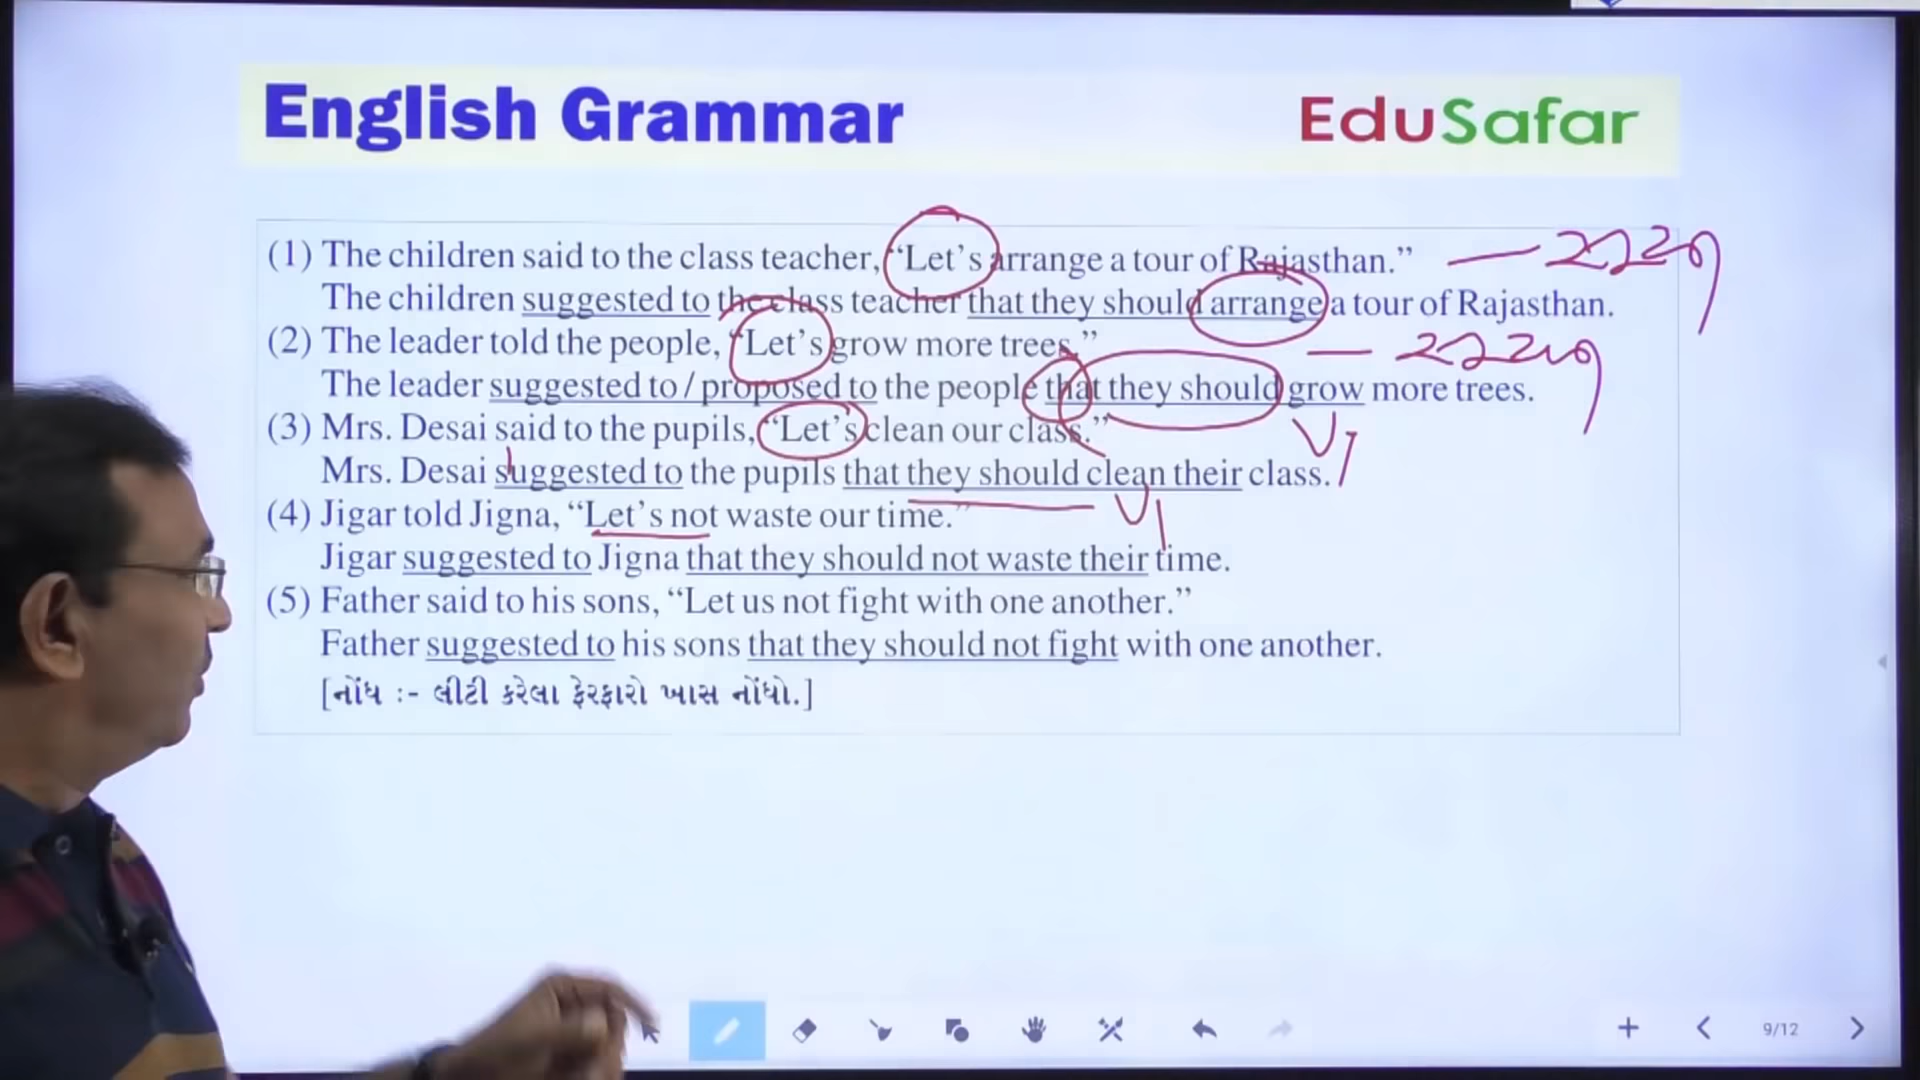 English Grammar
EduSafar
(1) The children said to the class teacher, “Let’s arrange a tour of Rajasthan.”
The children suggested to the class teacher that they should arrange a tour of Rajasthan.
(2) The leader told the people, “Let’s grow more trees.”
The leader suggested to / proposed to the people that they should grow more trees.
(3) Mrs. Desai said to the pupils, “Let’s clean our class.”
Mrs. Desai suggested to the pupils that they should clean their class.
(4) Jigar told Jigna, “Let’s not waste our time.”
Jigar suggested to Jigna that they should not waste their time.
(5) Father said to his sons, “Let us not fight with one another.”
Father suggested to his sons that they should not fight with one another.
[નોંધ :- લીટી કરેલા ફેરફારો ખાસ નોંધો.]
9/12